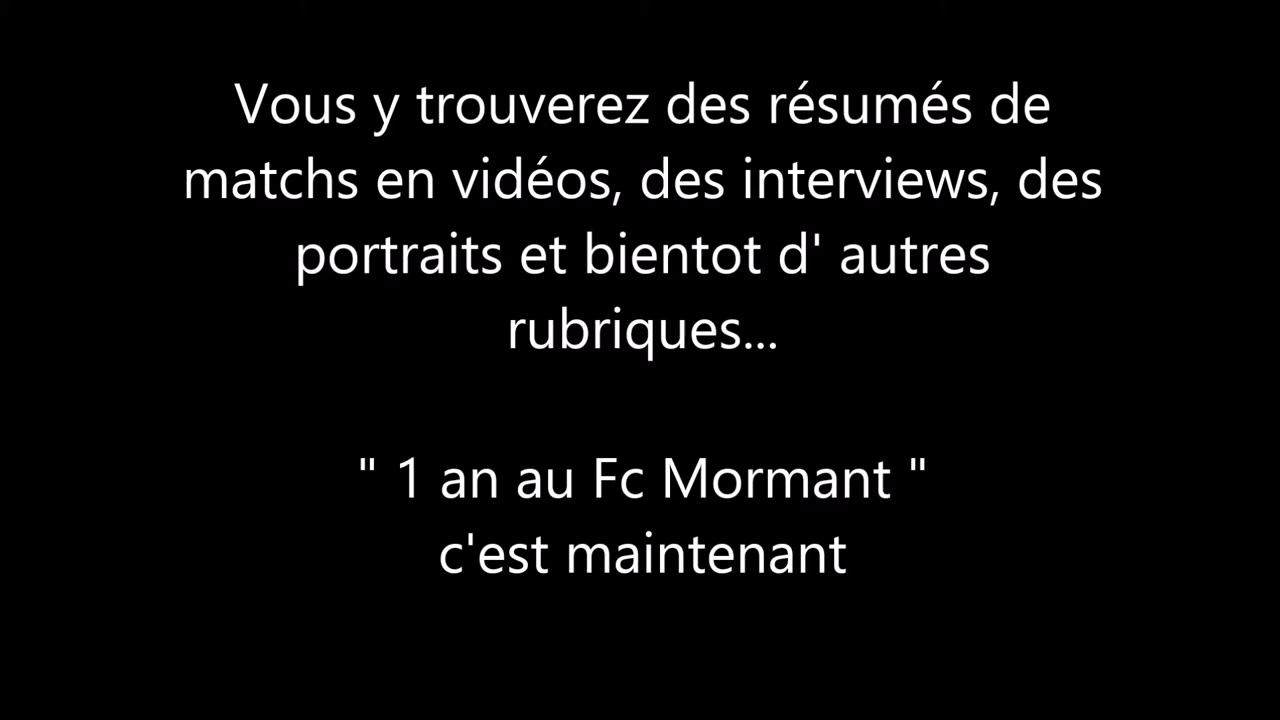 Vous y trouverez des résumés de
matchs en vidéos, des interviews, des
portraits et bientot d' autres
rubriques...
" 1 an au Fc Mormant "
c'est maintenant